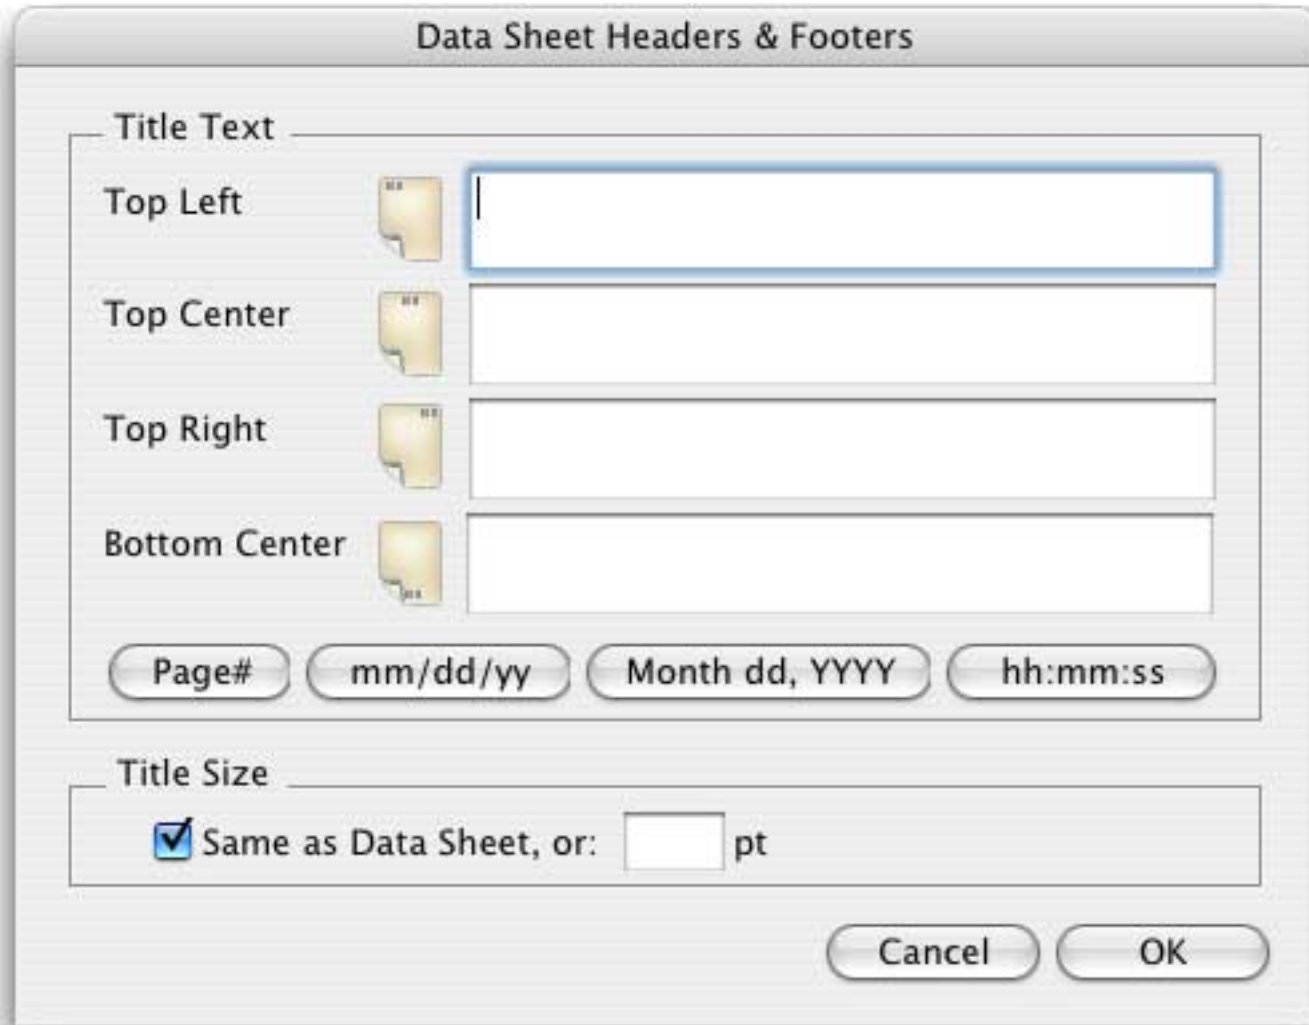 Data Sheet Headers & Footers
Title Text
Top Left
Top Center
Top Right
Bottom Center
Page# mm/dd/yy Month dd, YYYY hh:mm:ss
Title Size
Same as Data Sheet, or: pt
Cancel OK